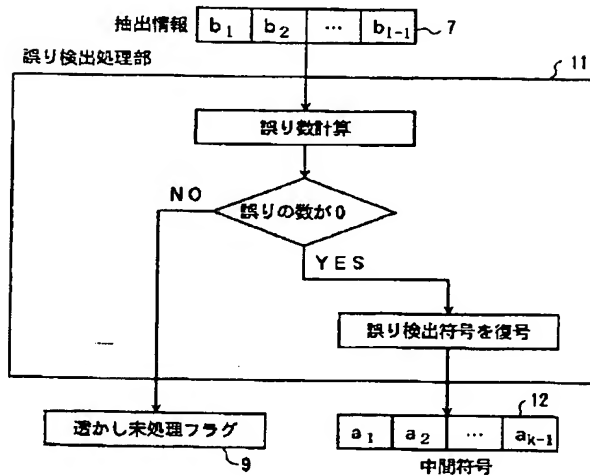 抽出情報 b1 b2 … bl-1 7
誤り検出処理部 11
誤り数計算
NO 誤りの数が0
YES
誤り検出符号を復号
透かし未処理フラグ 9
12
a1 a2 … ak-1
中間符号